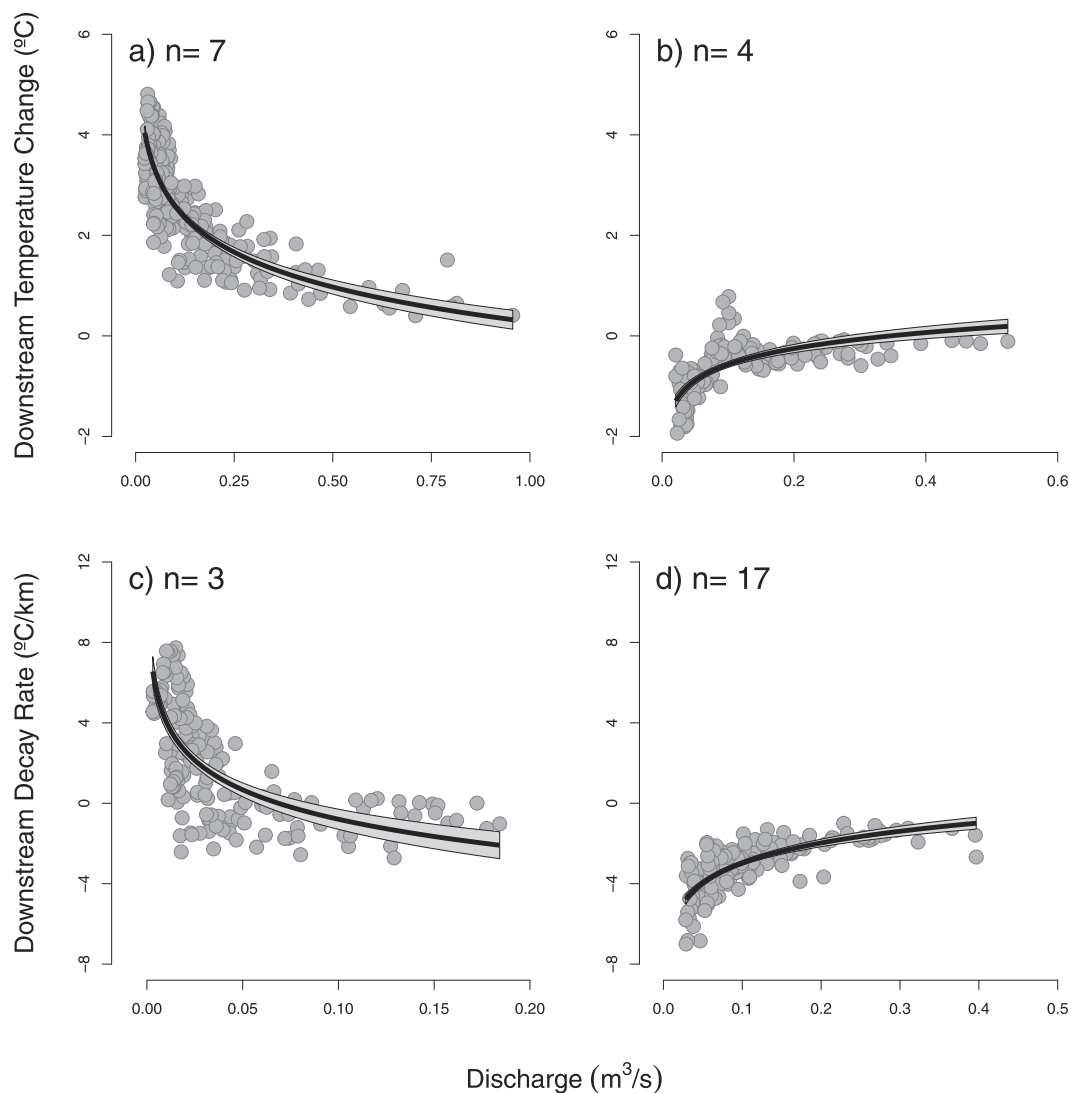 Downstream Temperature Change (ºC)
6
4
2
0
−2
a) n= 7
0.00 0.25 0.50 0.75 1.00
6
4
2
0
−2
b) n= 4
0.0 0.2 0.4 0.6
Downstream Decay Rate (ºC/km)
12
8
4
0
−4
−8
c) n= 3
0.00 0.05 0.10 0.15 0.20
12
8
4
0
−4
−8
d) n= 17
0.0 0.1 0.2 0.3 0.4 0.5
Discharge (m³/s)